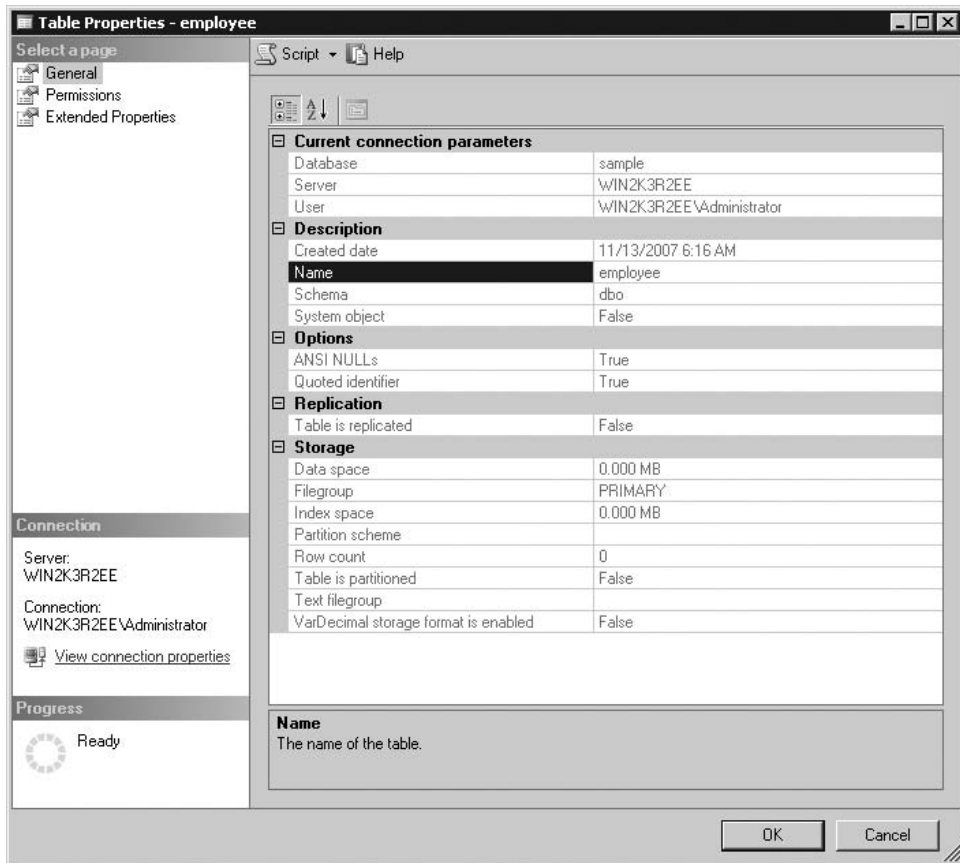 Table Properties - employee
Select a page
General
Permissions
Extended Properties
Script
Help
Current connection parameters
Database sample
Server WIN2K3R2EE
User WIN2K3R2EE\Administrator
Description
Created date 11/13/2007 6:16 AM
Name employee
Schema dbo
System object False
Options
ANSI NULLs True
Quoted identifier True
Replication
Table is replicated False
Storage
Data space 0.000 MB
Filegroup PRIMARY
Index space 0.000 MB
Partition scheme
Row count 0
Table is partitioned False
Text filegroup
VarDecimal storage format is enabled False
Connection
Server:
WIN2K3R2EE
Connection:
WIN2K3R2EE\Administrator
View connection properties
Progress
Ready
Name
The name of the table.
OK
Cancel